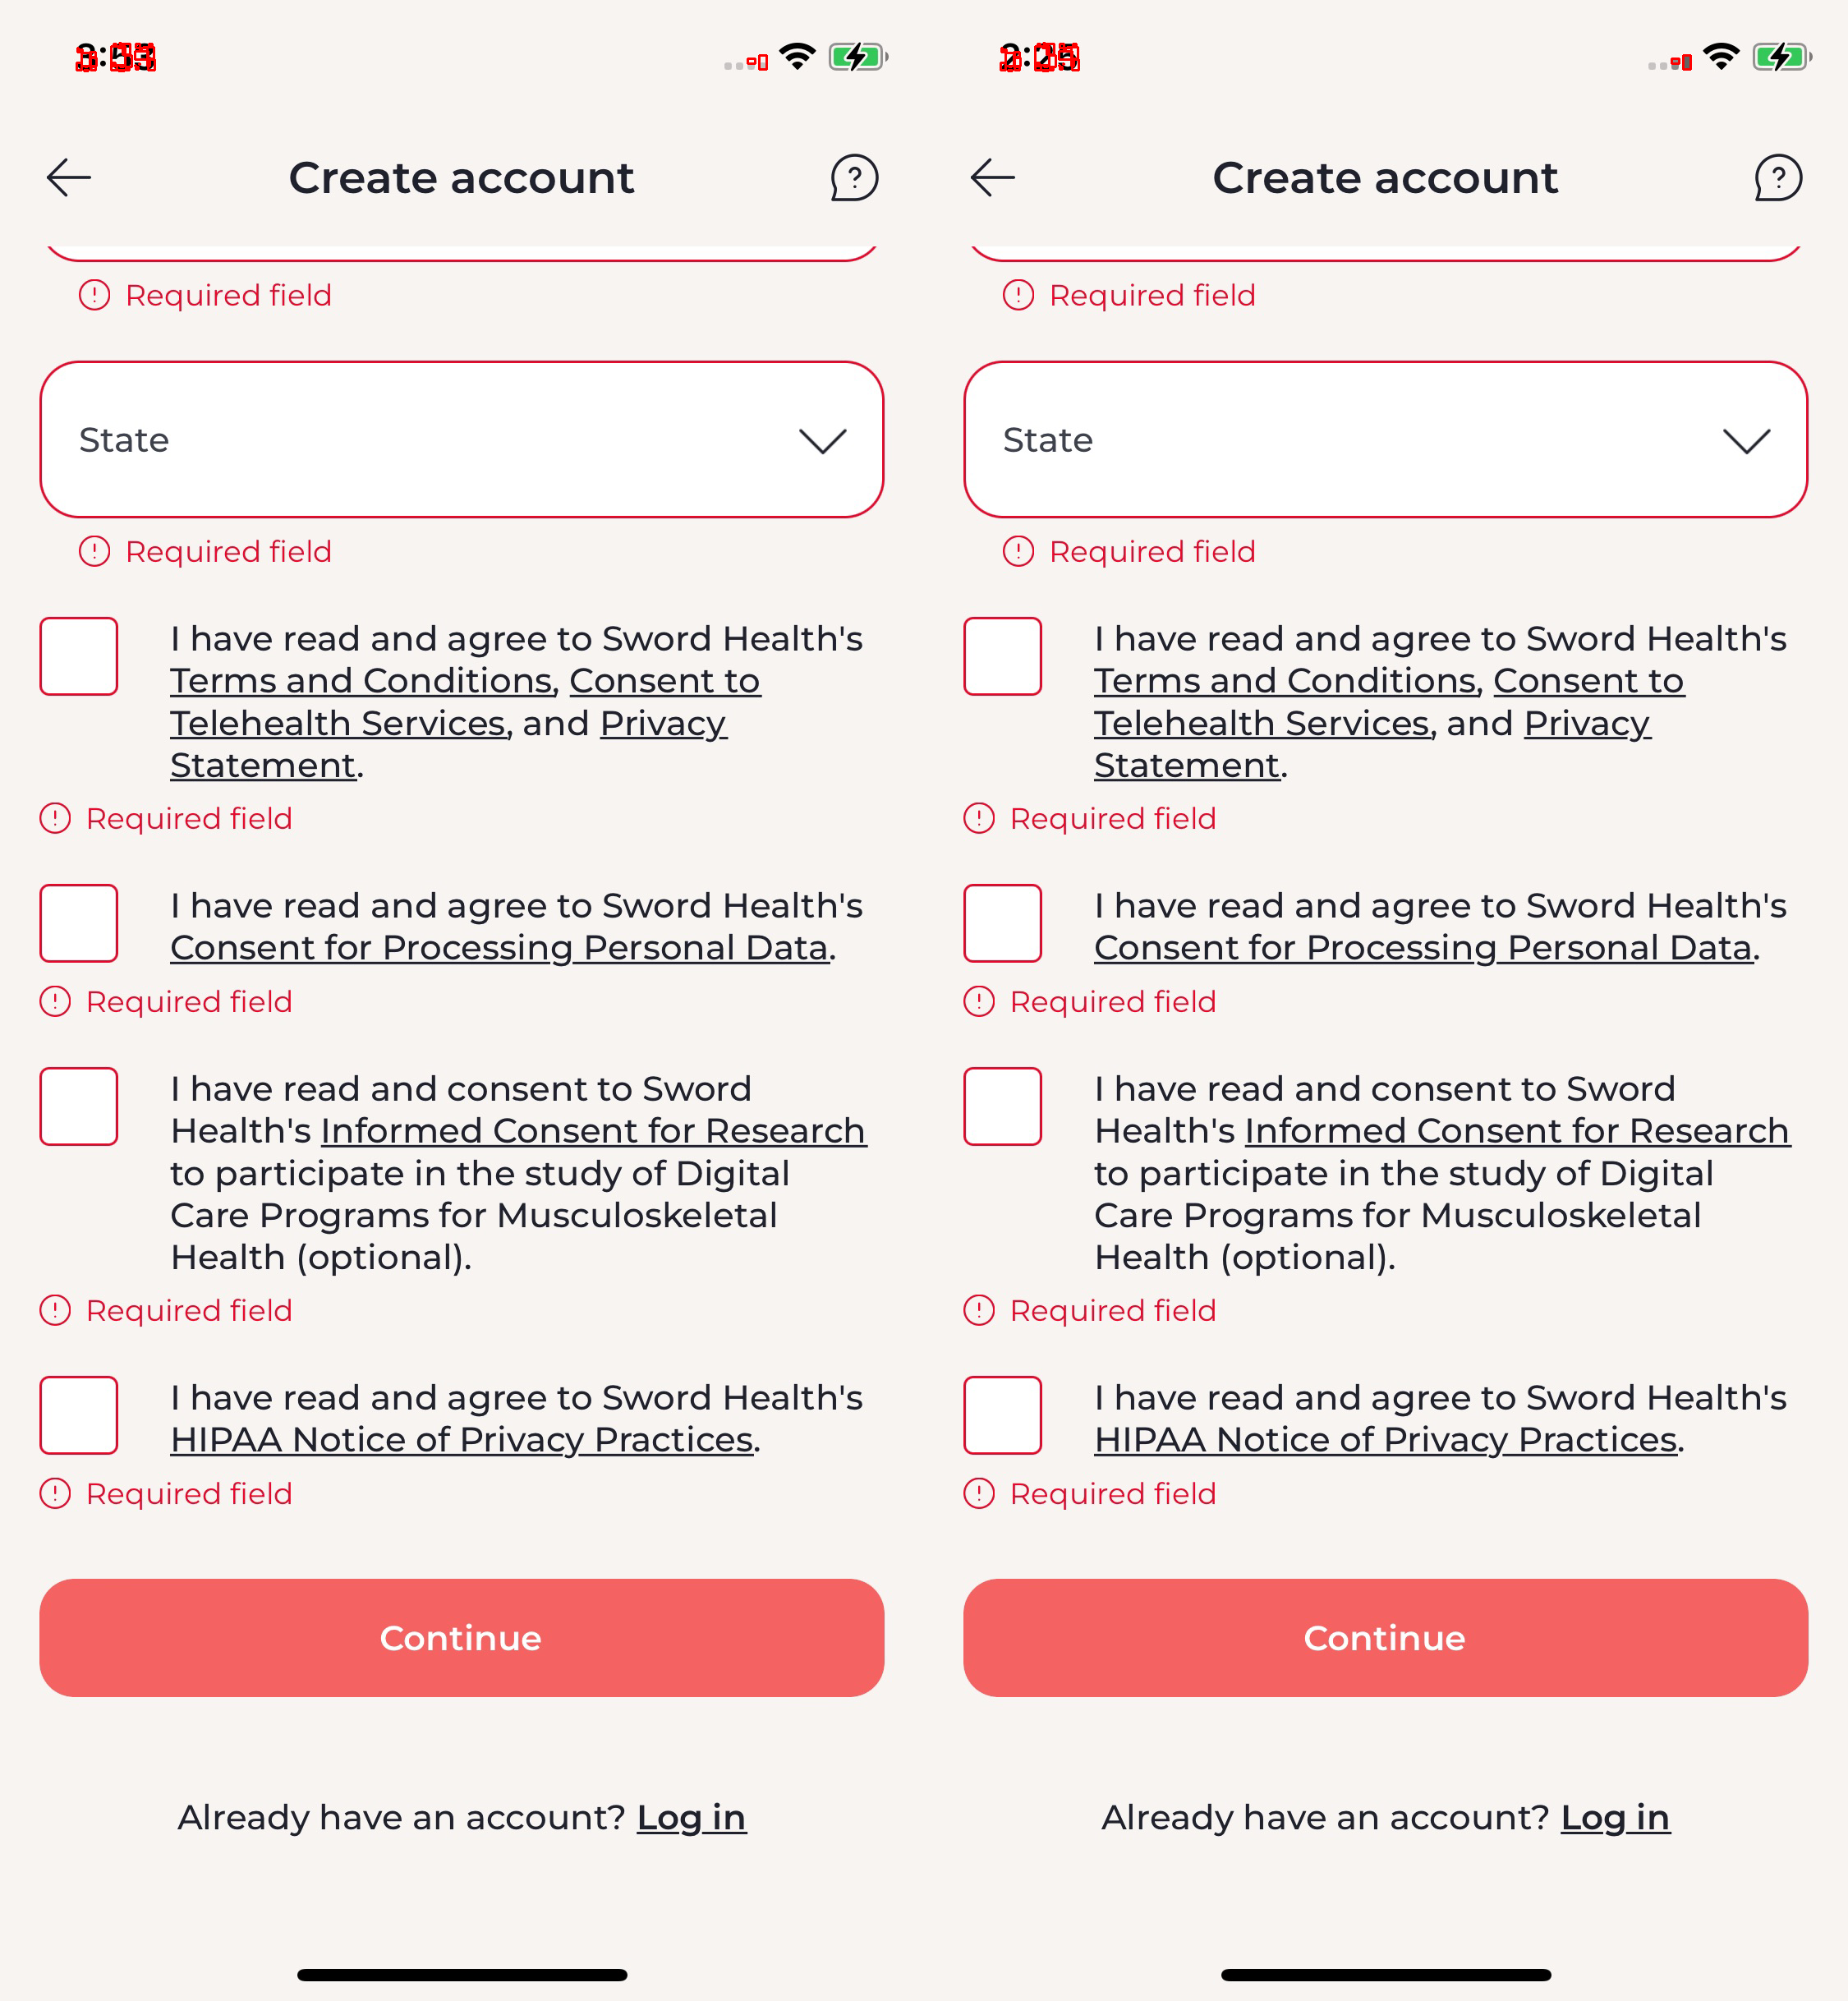 3:53
Create account
Required field
State
Required field
I have read and agree to Sword Health's
Terms and Conditions, Consent to
Telehealth Services, and Privacy
Statement.
Required field
I have read and agree to Sword Health's
Consent for Processing Personal Data.
Required field
I have read and consent to Sword
Health's Informed Consent for Research
to participate in the study of Digital
Care Programs for Musculoskeletal
Health (optional).
Required field
I have read and agree to Sword Health's
HIPAA Notice of Privacy Practices.
Required field
Continue
Already have an account? Log in
2:25
Create account
Required field
State
Required field
I have read and agree to Sword Health's
Terms and Conditions, Consent to
Telehealth Services, and Privacy
Statement.
Required field
I have read and agree to Sword Health's
Consent for Processing Personal Data.
Required field
I have read and consent to Sword
Health's Informed Consent for Research
to participate in the study of Digital
Care Programs for Musculoskeletal
Health (optional).
Required field
I have read and agree to Sword Health's
HIPAA Notice of Privacy Practices.
Required field
Continue
Already have an account? Log in